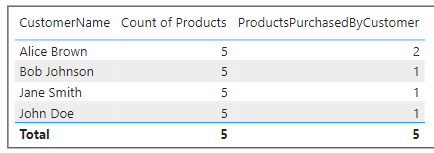 CustomerName Count of Products ProductsPurchasedByCustomer
Alice Brown 5 2
Bob Johnson 5 1
Jane Smith 5 1
John Doe 5 1
Total 5 5